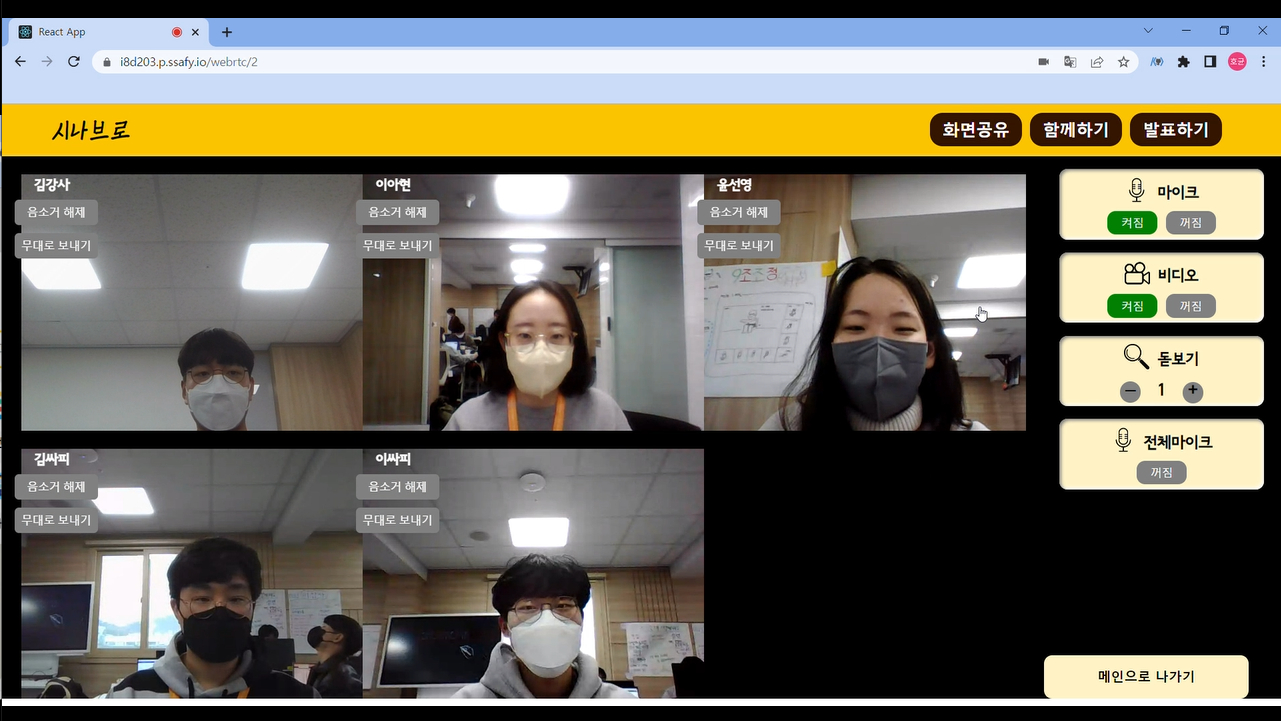 React App
i8d203.p.ssafy.io/webrtc/2
호균
시나브로
화면공유
함께하기
발표하기
김강사
음소거 해제
무대로 보내기
이아현
음소거 해제
무대로 보내기
윤선영
음소거 해제
무대로 보내기
9조조정
마이크
켜짐 꺼짐
비디오
켜짐 꺼짐
돋보기
1
전체마이크
꺼짐
김싸피
음소거 해제
무대로 보내기
이싸피
음소거 해제
무대로 보내기
메인으로 나가기